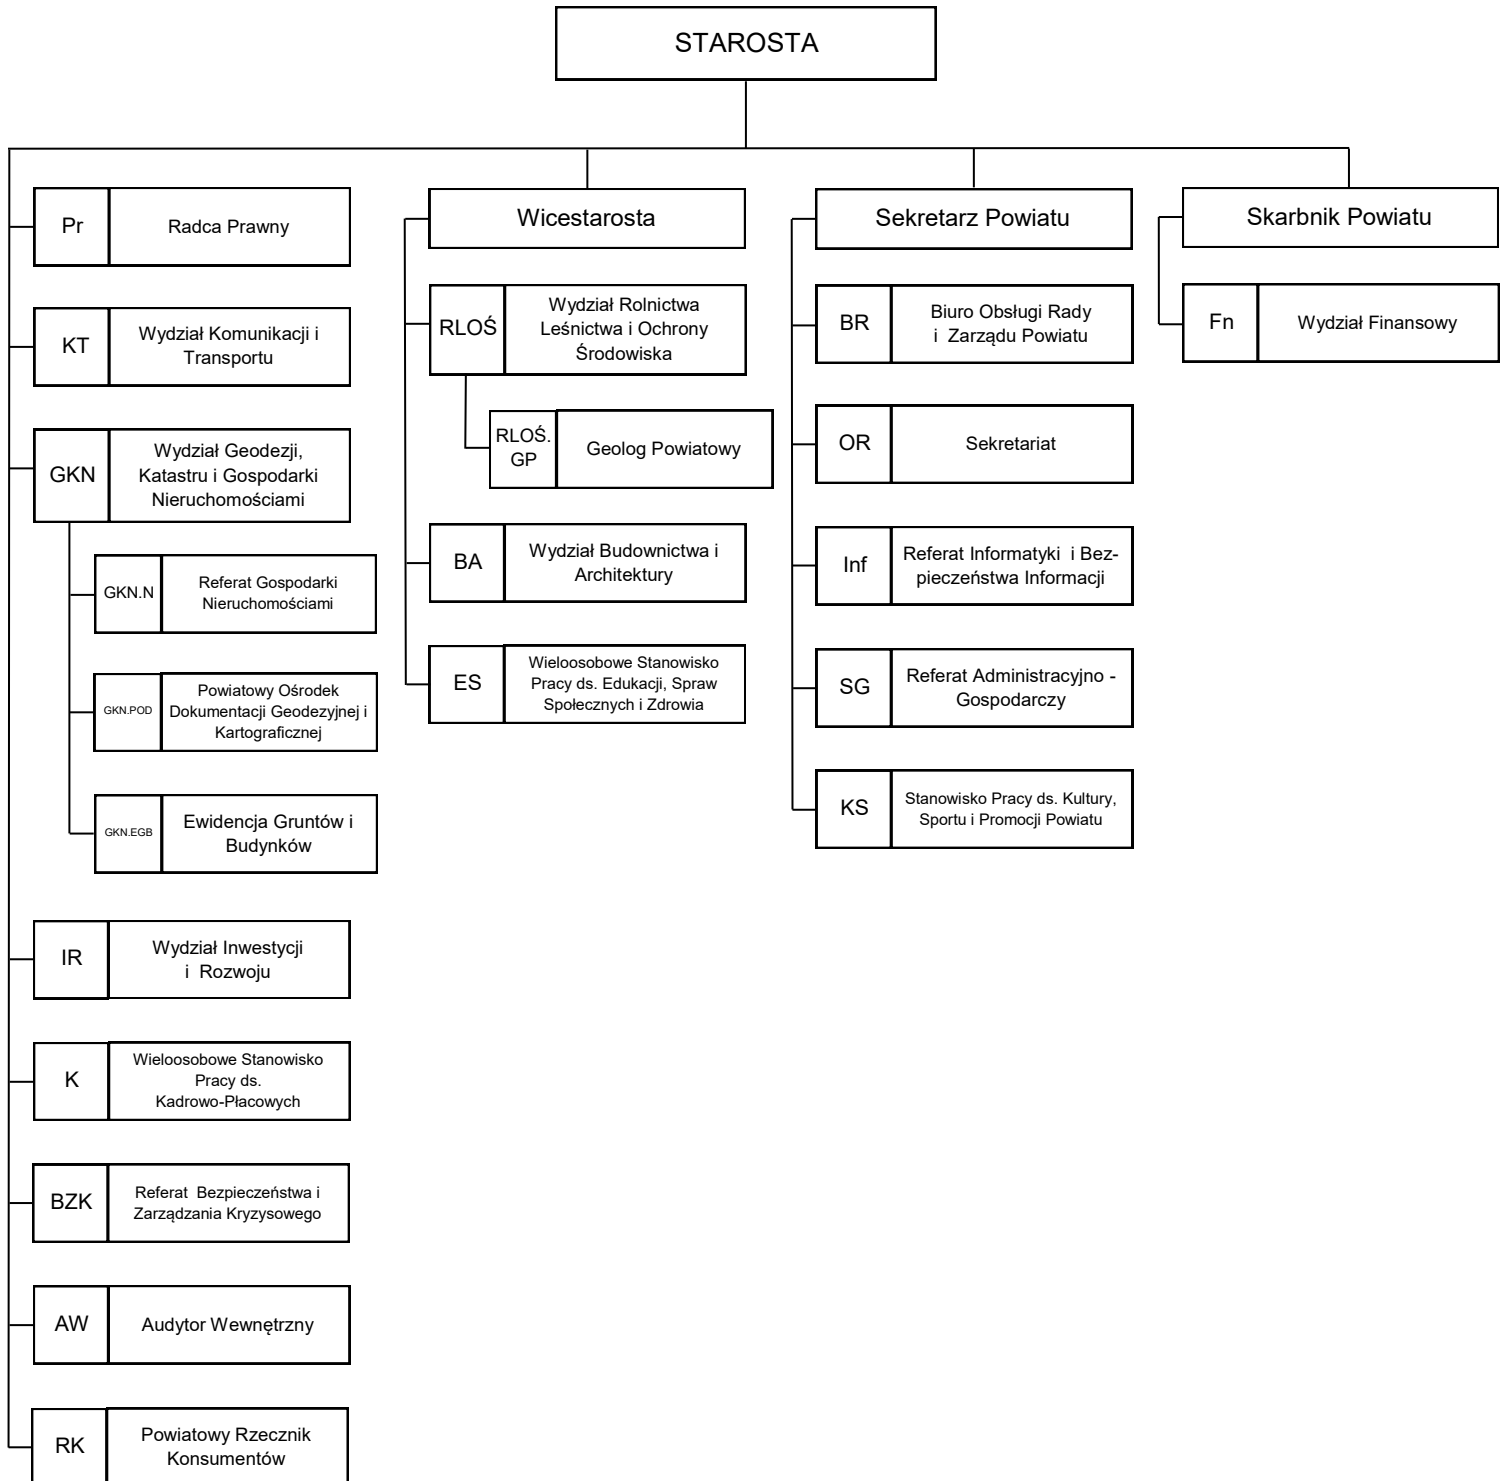 STAROSTA
Pr
Radca Prawny
KT
Wydział Komunikacji i
Transportu
GKN
Wydział Geodezji,
Katastru i Gospodarki
Nieruchomościami
GKN.N
Referat Gospodarki
Nieruchomościami
GKN.POD
Powiatowy Ośrodek
Dokumentacji Geodezyjnej i
Kartograficznej
GKN.EGB
Ewidencja Gruntów i
Budynków
IR
Wydział Inwestycji
i Rozwoju
K
Wieloosobowe Stanowisko
Pracy ds.
Kadrowo-Płacowych
BZK
Referat Bezpieczeństwa i
Zarządzania Kryzysowego
AW
Audytor Wewnętrzny
RK
Powiatowy Rzecznik
Konsumentów
Wicestarosta
RLOŚ
Wydział Rolnictwa
Leśnictwa i Ochrony
Środowiska
RLOŚ.
GP
Geolog Powiatowy
BA
Wydział Budownictwa i
Architektury
ES
Wieloosobowe Stanowisko
Pracy ds. Edukacji, Spraw
Społecznych i Zdrowia
Sekretarz Powiatu
BR
Biuro Obsługi Rady
i Zarządu Powiatu
OR
Sekretariat
Inf
Referat Informatyki i Bez-
pieczeństwa Informacji
SG
Referat Administracyjno -
Gospodarczy
KS
Stanowisko Pracy ds. Kultury,
Sportu i Promocji Powiatu
Skarbnik Powiatu
Fn
Wydział Finansowy